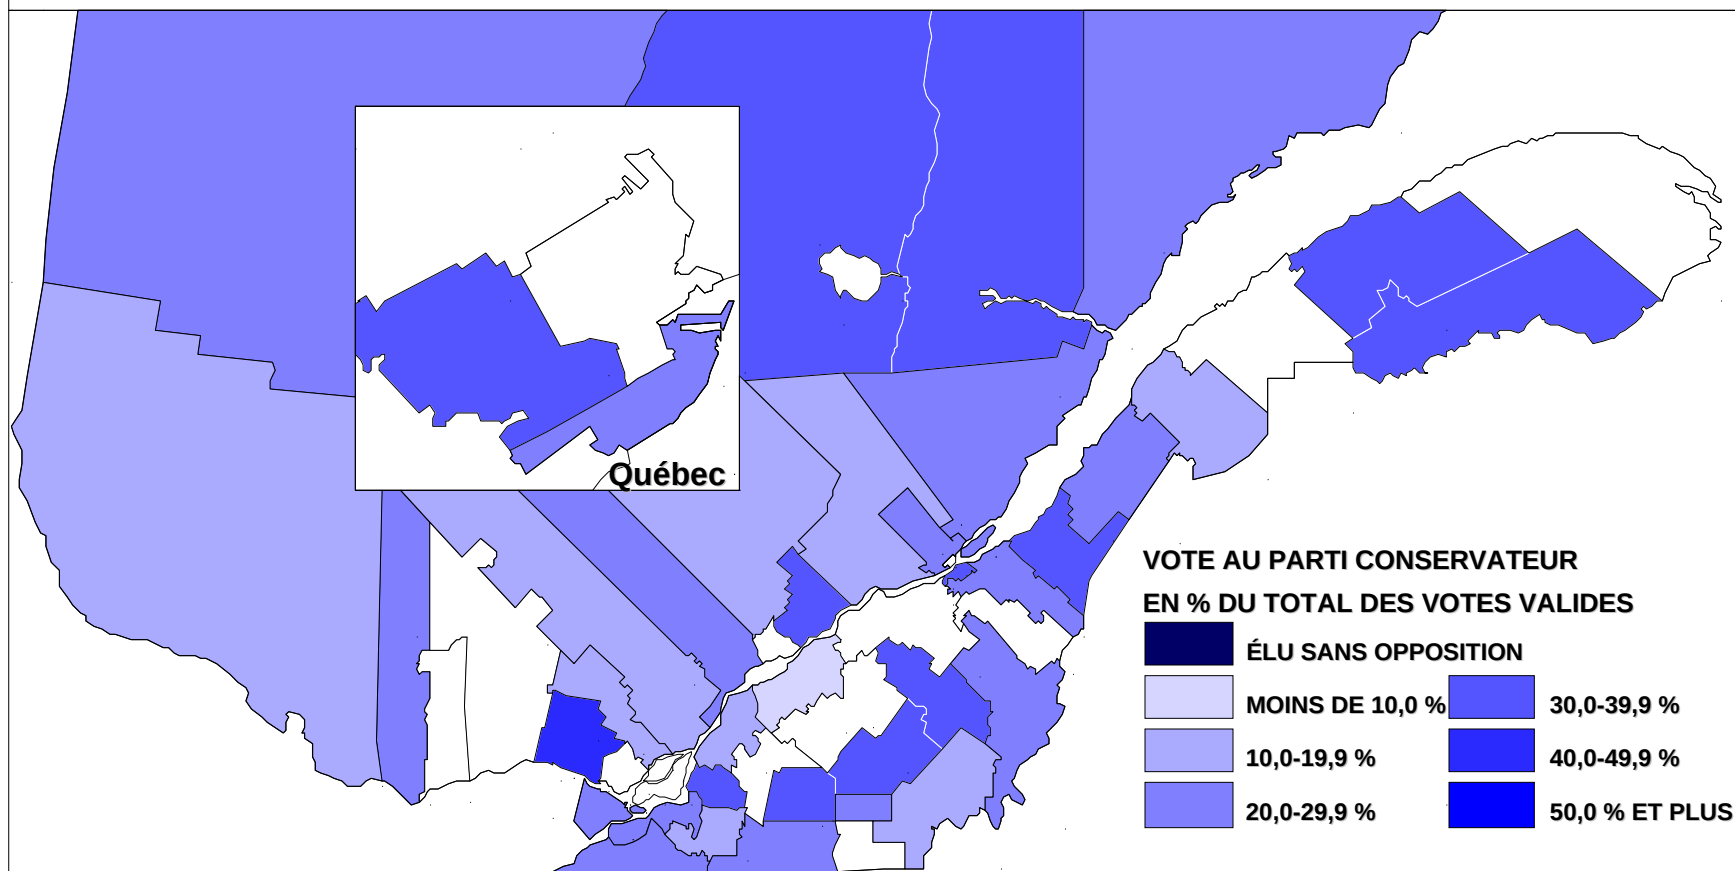 Québec
VOTE AU PARTI CONSERVATEUR
EN % DU TOTAL DES VOTES VALIDES
ÉLU SANS OPPOSITION
MOINS DE 10,0 %
30,0-39,9 %
10,0-19,9 %
40,0-49,9 %
20,0-29,9 %
50,0 % ET PLUS